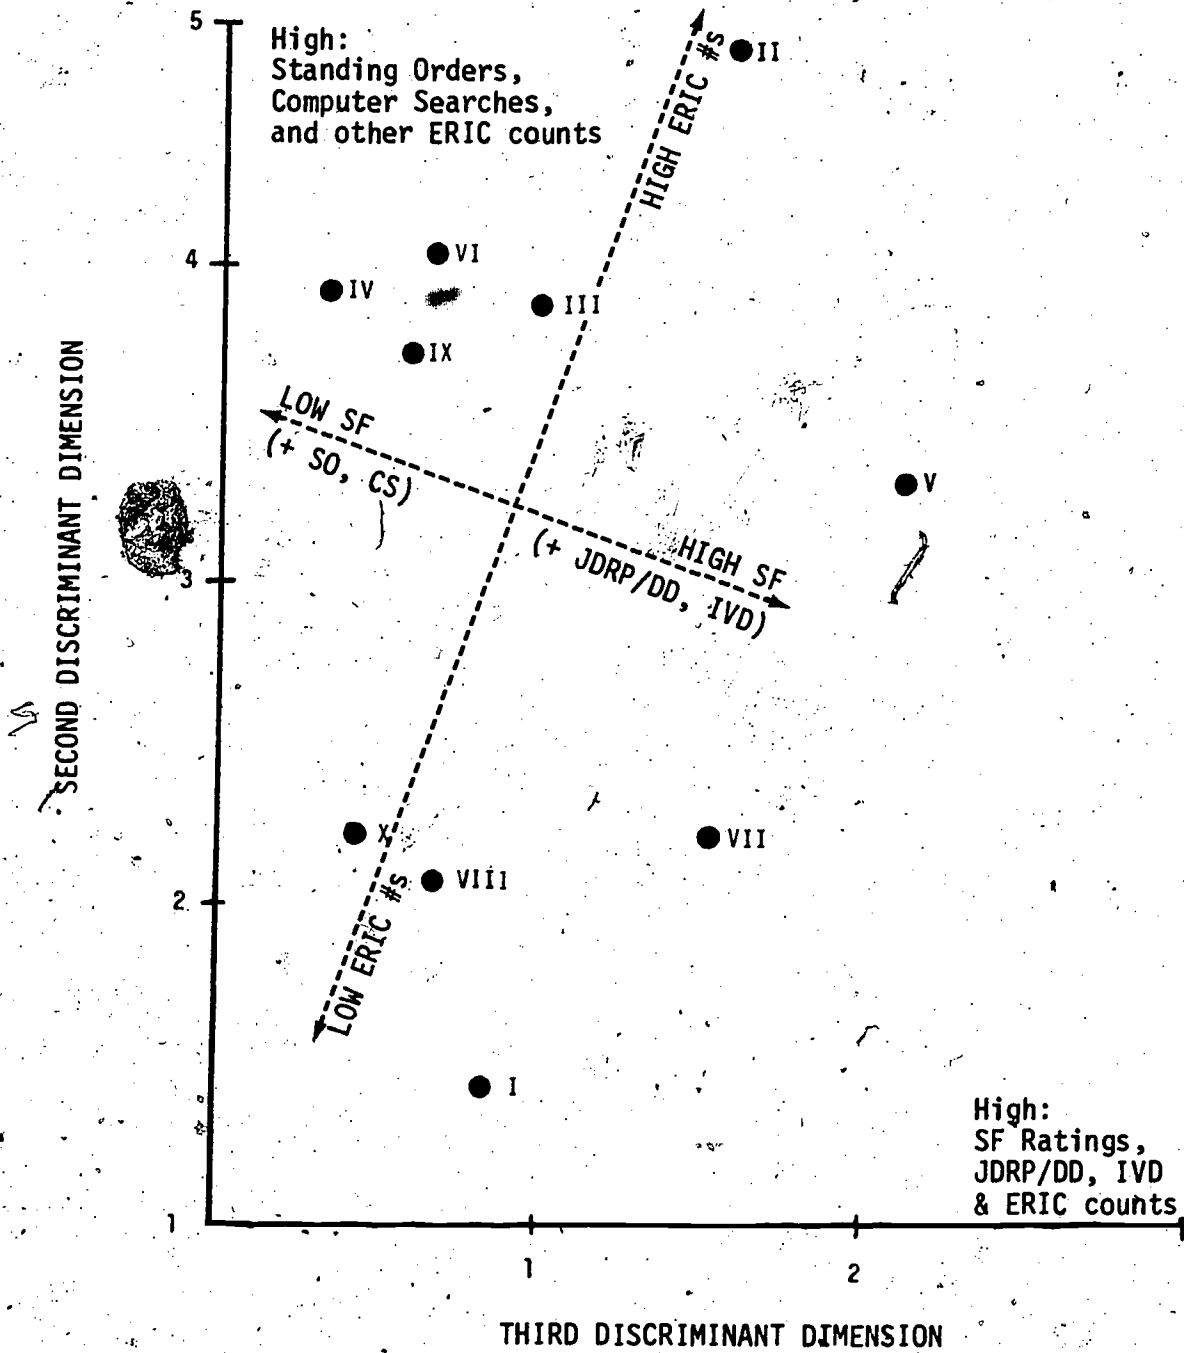 5
High:
Standing Orders,
Computer Searches,
and other ERIC counts
HIGH ERIC #s
II
4
VI
IV
III
IX
SECOND DISCRIMINANT DIMENSION
LOW SF
(+ SO, CS)
V
HIGH SF
(+ JDRP/DD, IVD)
3
X
VII
VIII
2
LOW ERIC #s
I
High:
SF Ratings,
JDRP/DD, IVD
& ERIC counts
1
1
2
THIRD DISCRIMINANT DIMENSION